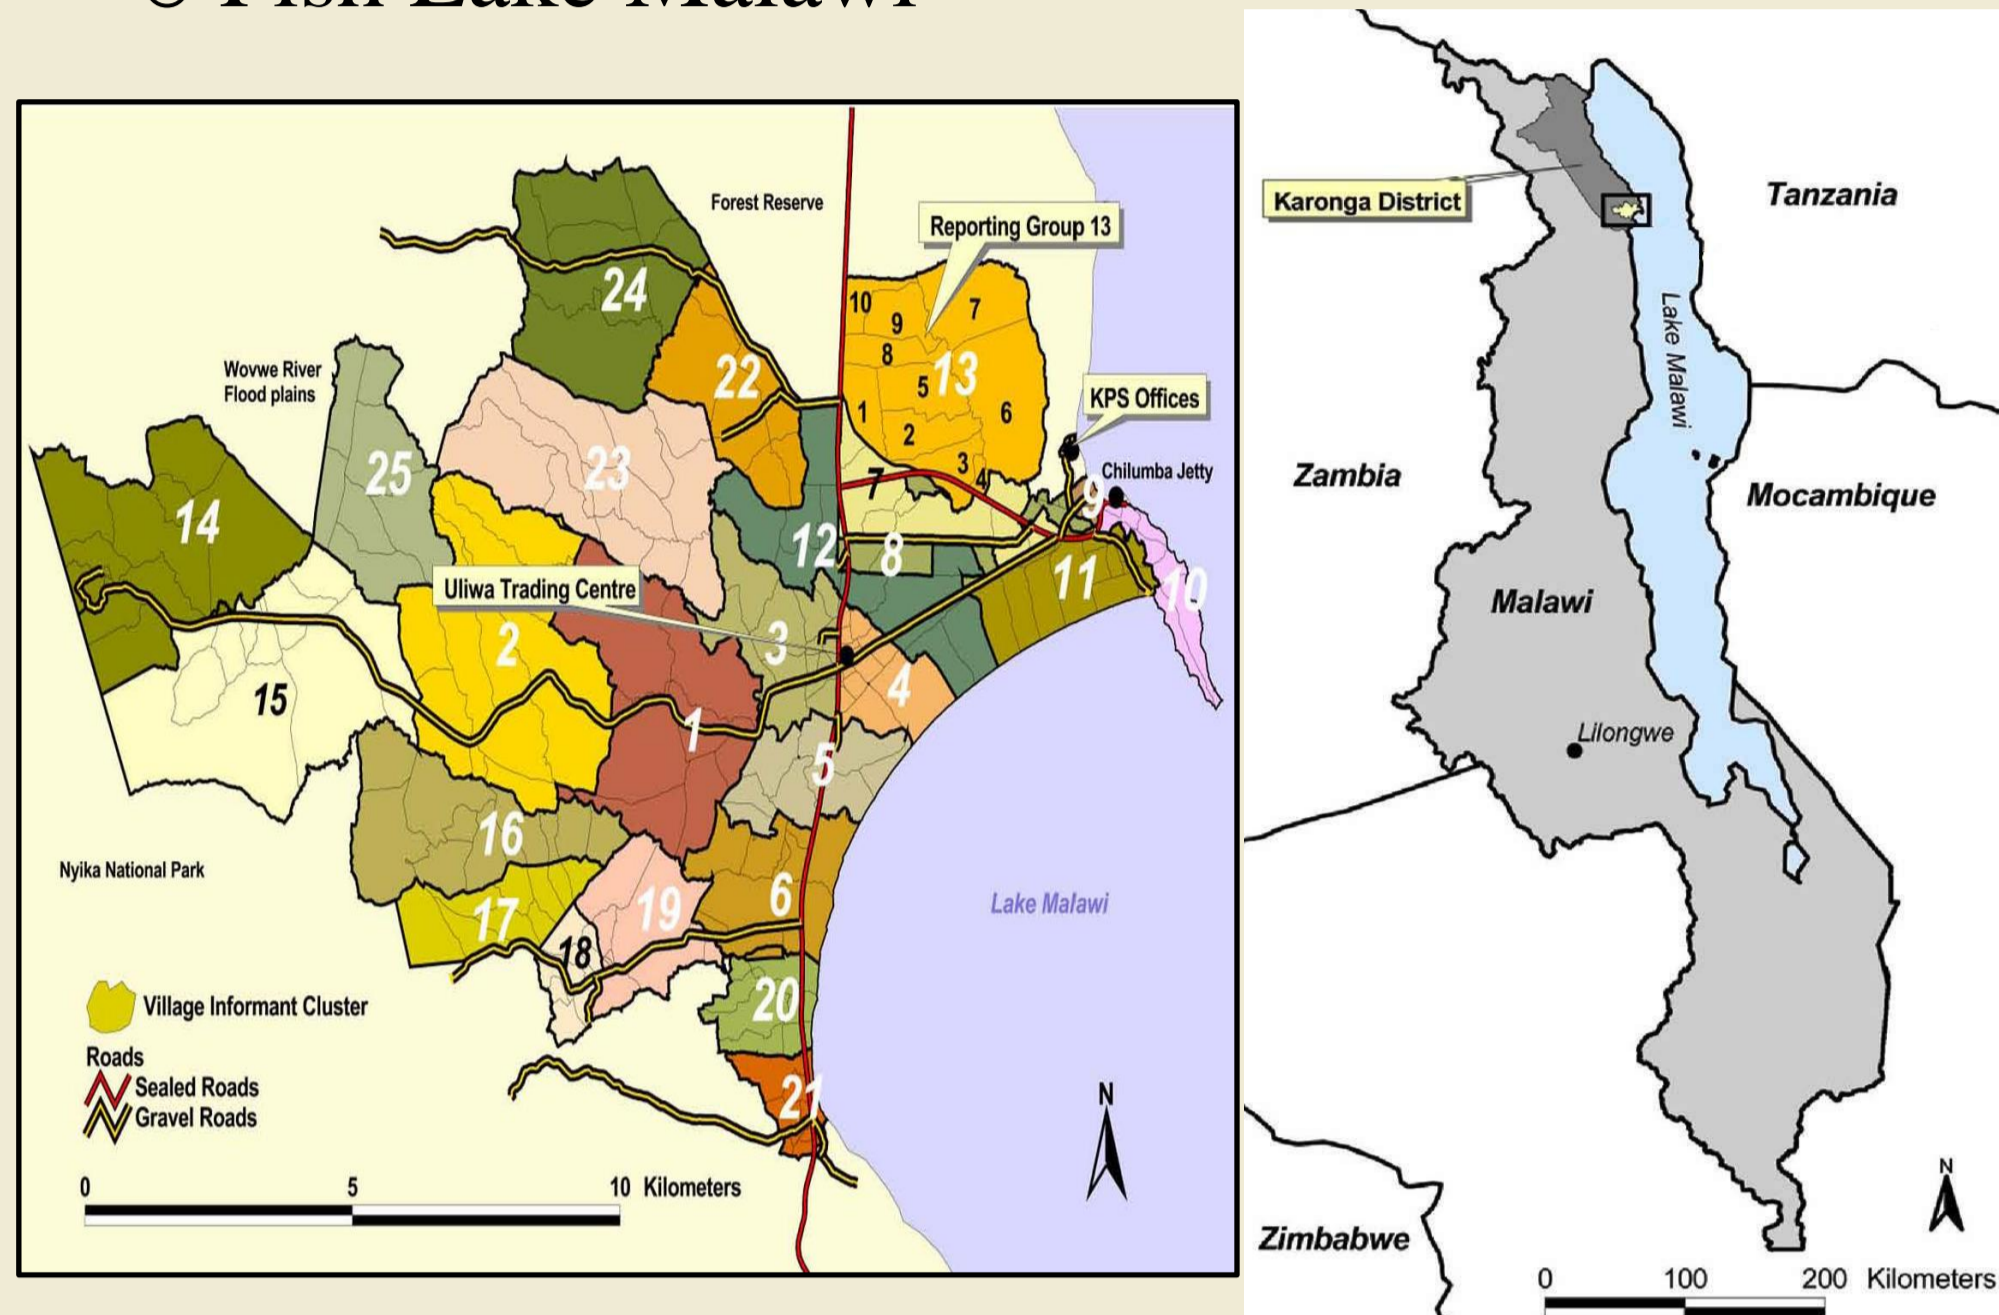 Fish Lake Malawi
Forest Reserve
Reporting Group 13
24
10
9
7
8
13
5
22
1
6
2
KPS Offices
Wovwe River
Flood plains
25
23
3
4
7
Chilumba Jetty
9
14
12
8
11
10
Uliwa Trading Centre
2
3
4
15
1
5
16
Nyika National Park
6
19
17
18
Lake Malawi
20
21
Village Informant Cluster
Roads
Sealed Roads
Gravel Roads
N
0 5 10 Kilometers
Karonga District
Tanzania
Lake Malawi
Zambia
Mocambique
Malawi
Lilongwe
Zimbabwe
N
0 100 200 Kilometers